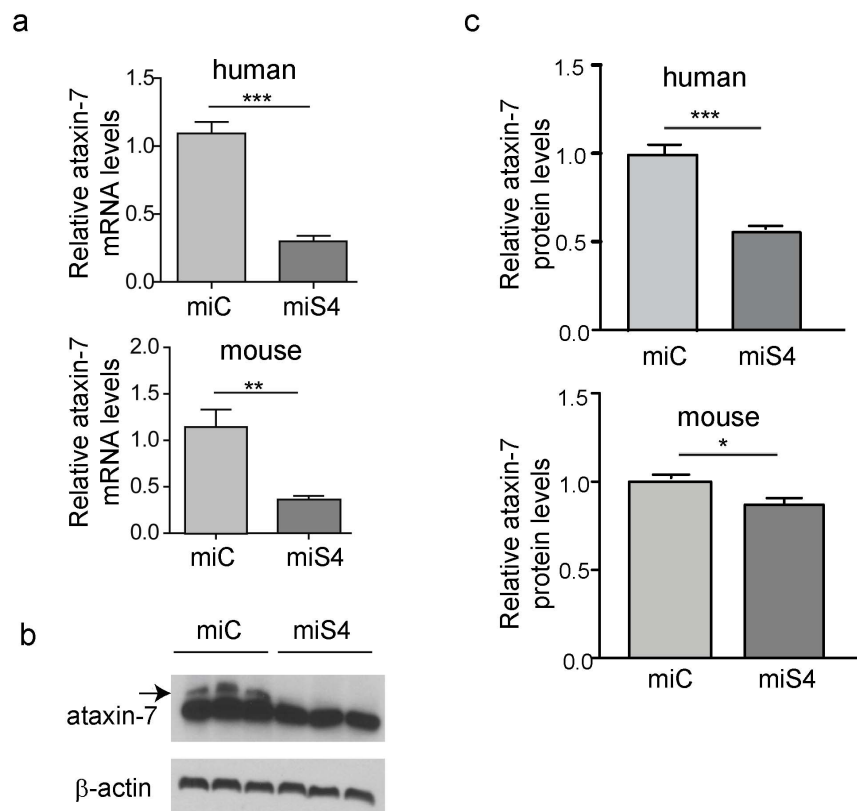 a
human
***
Relative ataxin-7
mRNA levels
1.5
1.0
0.5
0.0
miC miS4
mouse
**
Relative ataxin-7
mRNA levels
2.0
1.5
1.0
0.5
0.0
miC miS4
b
miC miS4
ataxin-7
β-actin
c
human
***
Relative ataxin-7
protein levels
1.5
1.0
0.5
0.0
miC miS4
mouse
*
Relative ataxin-7
protein levels
1.5
1.0
0.5
0.0
miC miS4